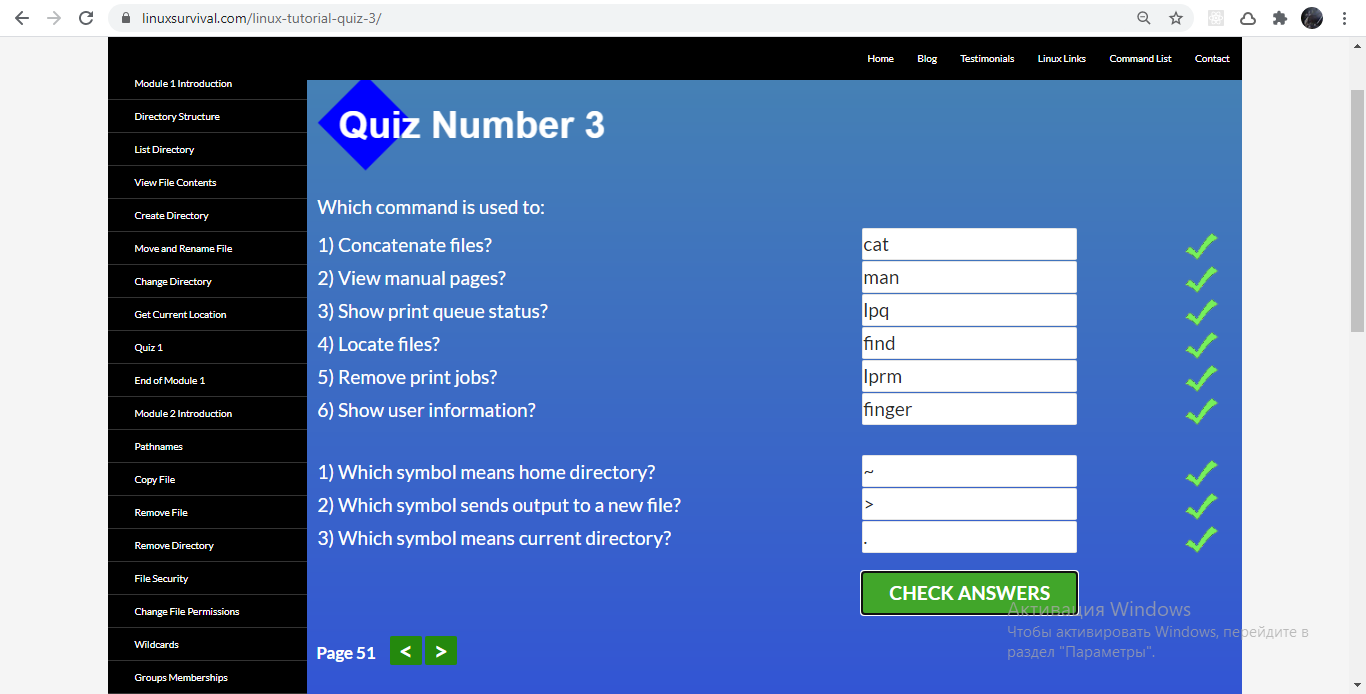 linuxsurvival.com/linux-tutorial-quiz-3/
Home Blog Testimonials Linux Links Command List Contact
Module 1 Introduction
Directory Structure
List Directory
View File Contents
Create Directory
Move and Rename File
Change Directory
Get Current Location
Quiz 1
End of Module 1
Module 2 Introduction
Pathnames
Copy File
Remove File
Remove Directory
File Security
Change File Permissions
Wildcards
Groups Memberships
Quiz Number 3
Which command is used to:
1) Concatenate files? cat
2) View manual pages? man
3) Show print queue status? lpq
4) Locate files? find
5) Remove print jobs? lprm
6) Show user information? finger
1) Which symbol means home directory? ~
2) Which symbol sends output to a new file? >
3) Which symbol means current directory? .
CHECK ANSWERS
Page 51 < >
Активация Windows
Чтобы активировать Windows, перейдите в
раздел "Параметры".